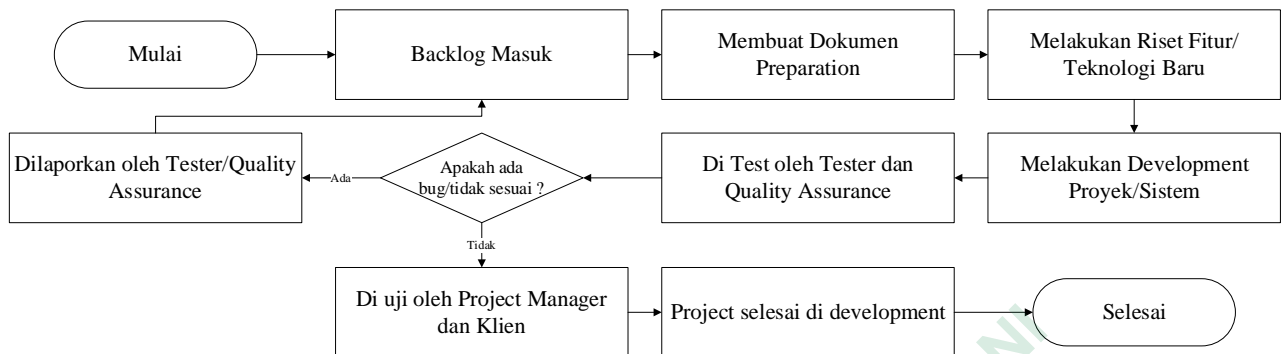 Mulai
Backlog Masuk
Membuat Dokumen
Preparation
Melakukan Riset Fitur/
Teknologi Baru
Melakukan Development
Proyek/Sistem
Di Test oleh Tester dan
Quality Assurance
Apakah ada
bug/tidak sesuai ?
Ada
Dilaporkan oleh Tester/Quality
Assurance
Tidak
Di uji oleh Project Manager
dan Klien
Project selesai di development
Selesai